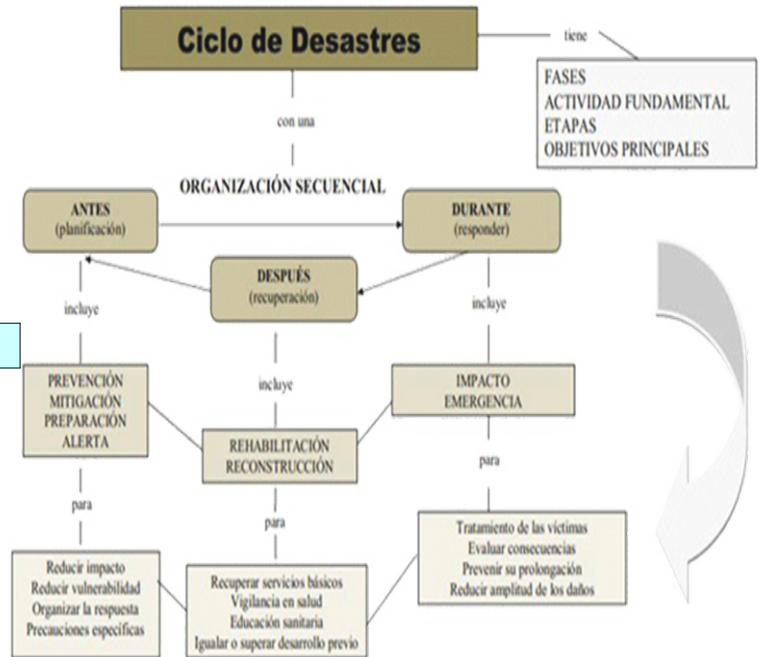 Ciclo de Desastres
tiene
FASES
ACTIVIDAD FUNDAMENTAL
ETAPAS
OBJETIVOS PRINCIPALES
con una
ORGANIZACIÓN SECUENCIAL
ANTES
(planificación)
DURANTE
(responder)
DESPUÉS
(recuperación)
incluye
incluye
incluye
PREVENCIÓN
MITIGACIÓN
PREPARACIÓN
ALERTA
REHABILITACIÓN
RECONSTRUCCIÓN
IMPACTO
EMERGENCIA
para
para
para
Reducir impacto
Reducir vulnerabilidad
Organizar la respuesta
Precauciones específicas
Recuperar servicios básicos
Vigilancia en salud
Educación sanitaria
Igualar o superar desarrollo previo
Tratamiento de las víctimas
Evaluar consecuencias
Prevenir su prolongación
Reducir amplitud de los daños